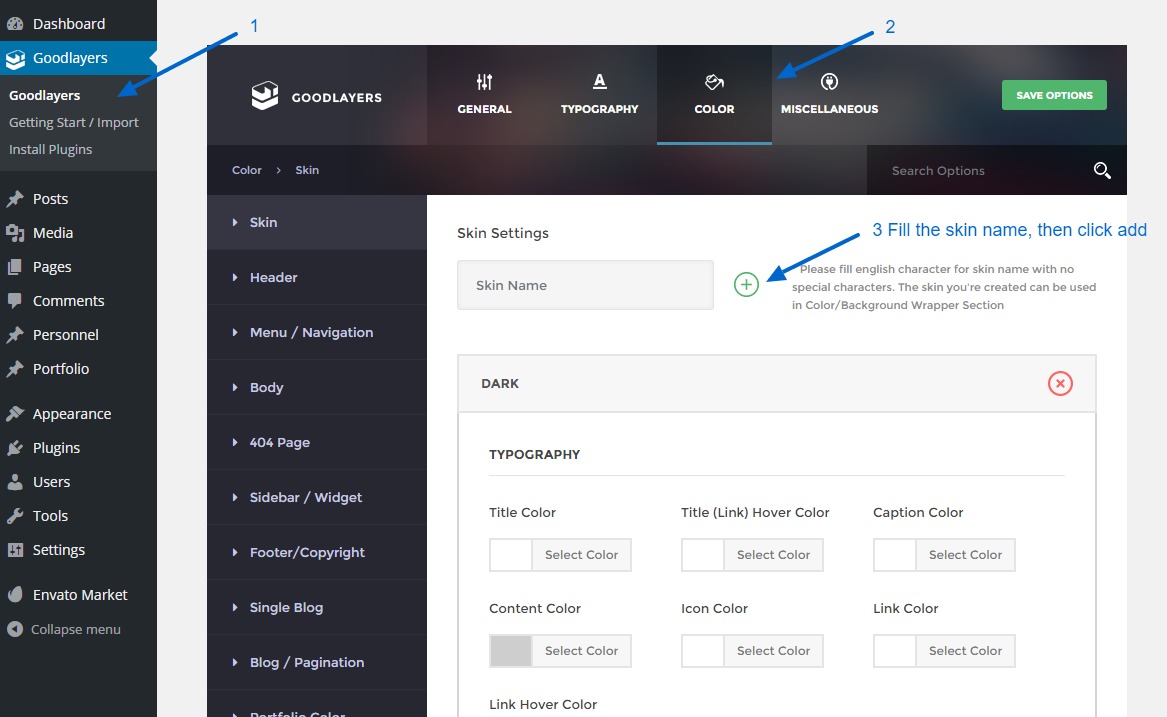 Dashboard
Goodlayers
Goodlayers
Getting Start / Import
Install Plugins
Posts
Media
Pages
Comments
Personnel
Portfolio
Appearance
Plugins
Users
Tools
Settings
Envato Market
Collapse menu
1
2
GOODLAYERS
GENERAL
TYPOGRAPHY
COLOR
MISCELLANEOUS
SAVE OPTIONS
Color > Skin
Search Options
Skin
Header
Menu / Navigation
Body
404 Page
Sidebar / Widget
Footer/Copyright
Single Blog
Blog / Pagination
Portfolio Color
Skin Settings
3 Fill the skin name, then click add
Skin Name
Please fill english character for skin name with no
special characters. The skin you're created can be used
in Color/Background Wrapper Section
DARK
TYPOGRAPHY
Title Color
Title (Link) Hover Color
Caption Color
Select Color
Select Color
Select Color
Content Color
Icon Color
Link Color
Select Color
Select Color
Select Color
Link Hover Color